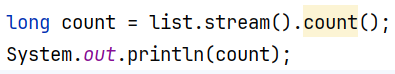 long count = list.stream().count();
System.out.println(count);